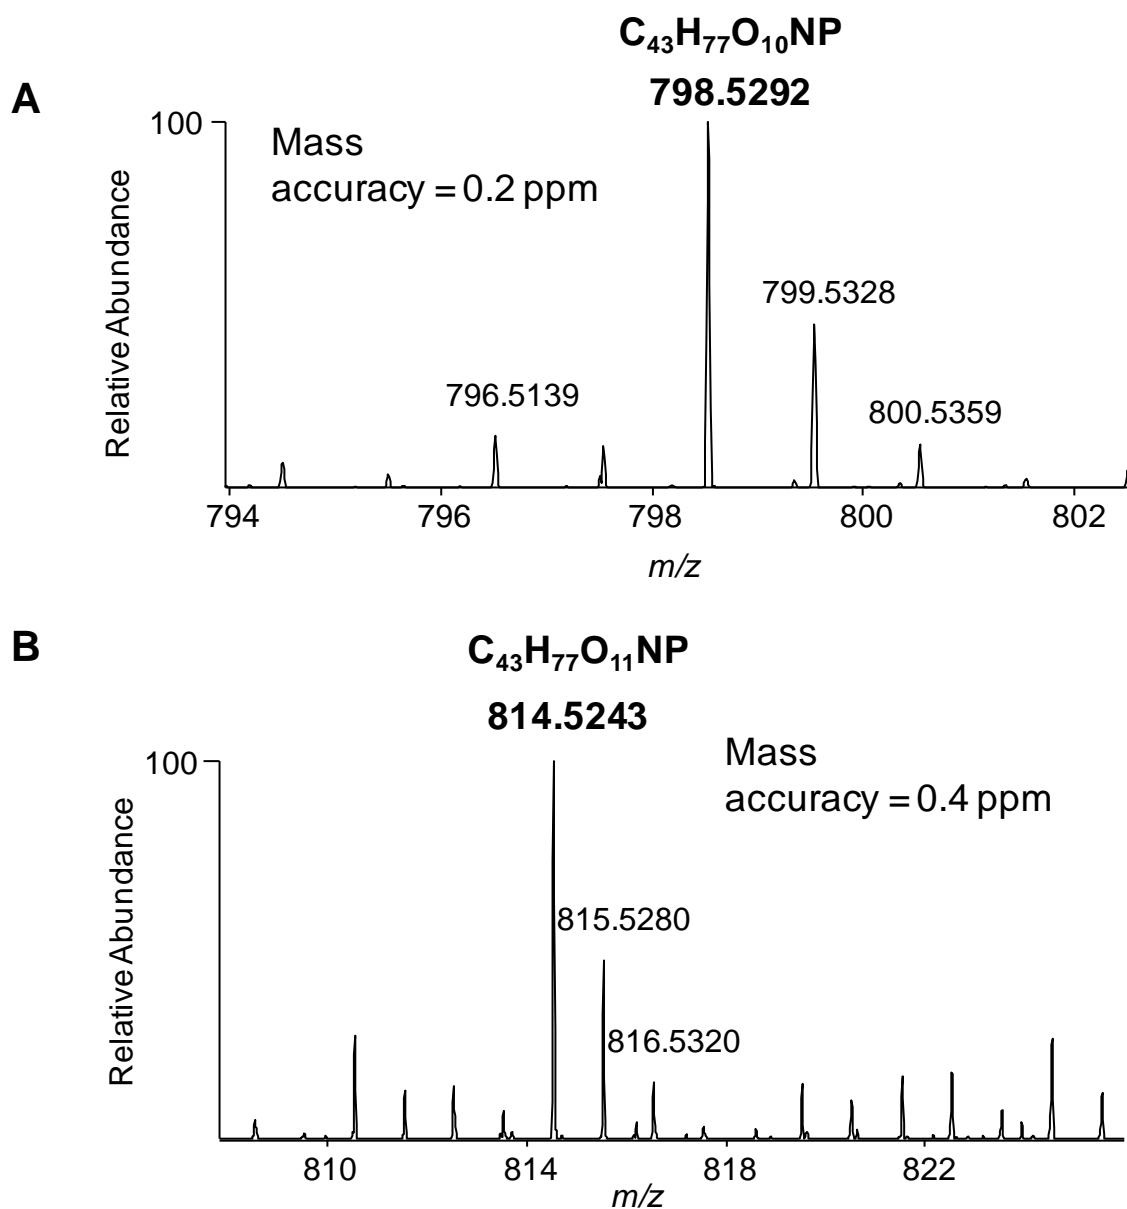 C₄₃H₇₇O₁₀NP
A
798.5292
100
Mass
accuracy = 0.2 ppm
Relative Abundance
799.5328
796.5139
800.5359
794 796 798 800 802
m/z
B
C₄₃H₇₇O₁₁NP
814.5243
100
Mass
accuracy = 0.4 ppm
Relative Abundance
815.5280
816.5320
810 814 818 822
m/z